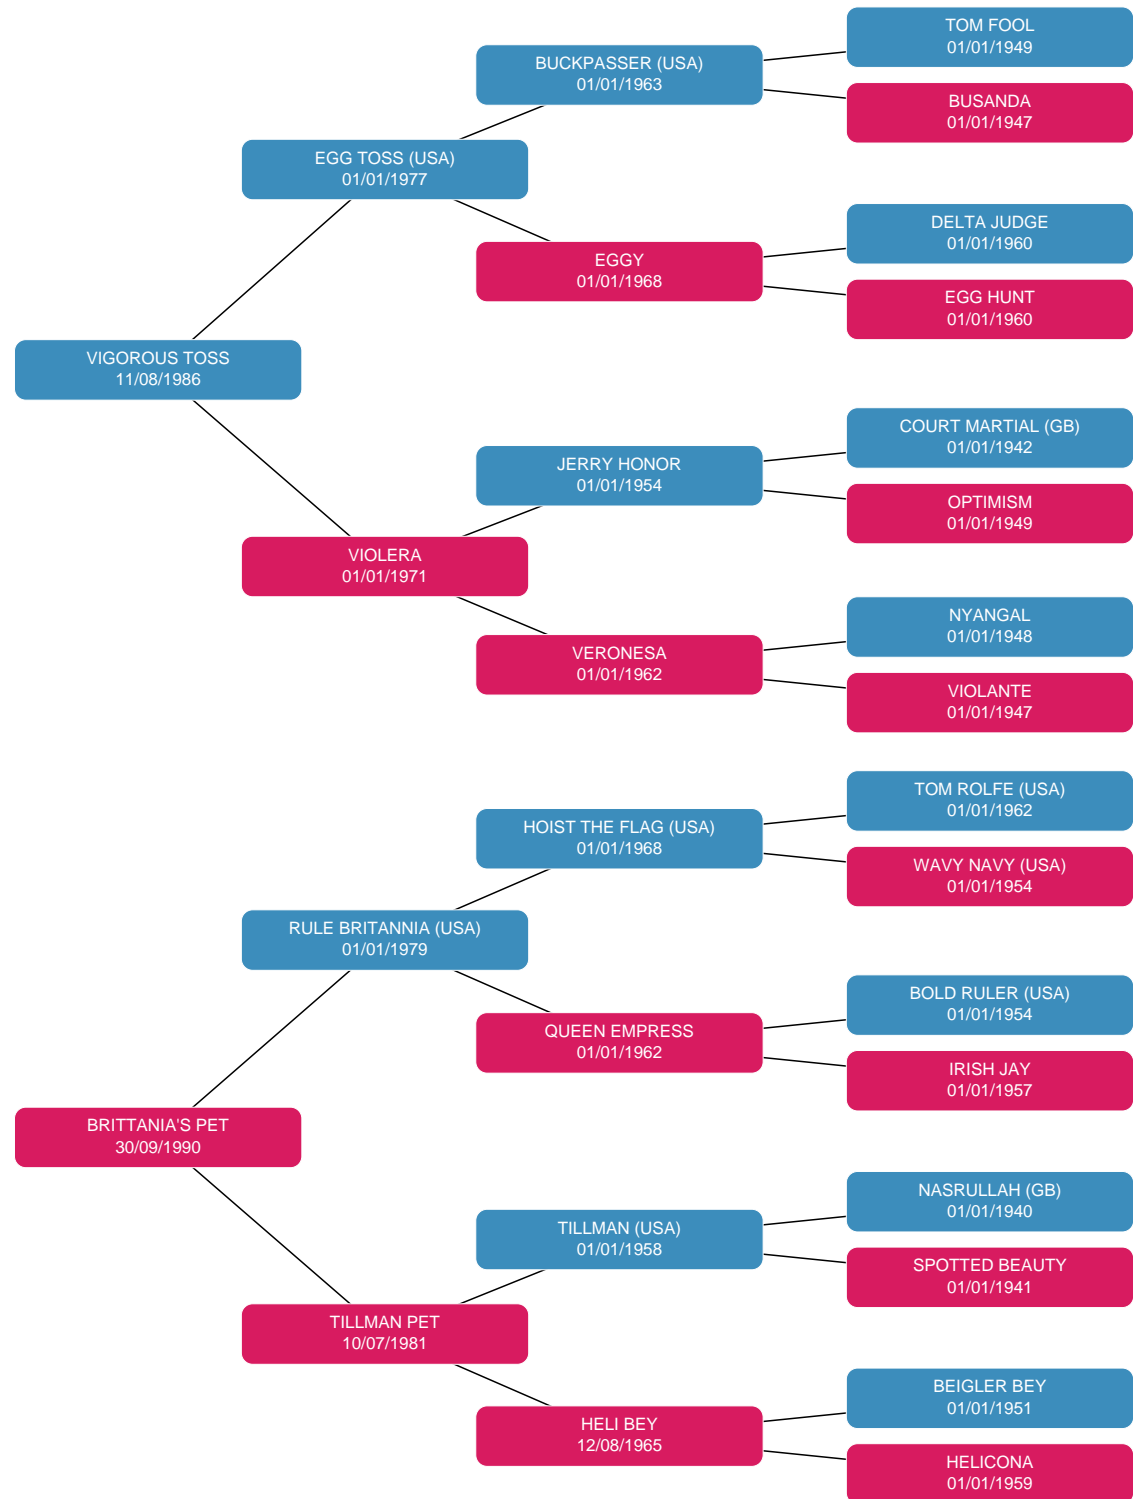 TOM FOOL
01/01/1949
BUCKPASSER (USA)
01/01/1963
BUSANDA
01/01/1947
EGG TOSS (USA)
01/01/1977
DELTA JUDGE
01/01/1960
EGGY
01/01/1968
EGG HUNT
01/01/1960
VIGOROUS TOSS
11/08/1986
COURT MARTIAL (GB)
01/01/1942
JERRY HONOR
01/01/1954
OPTIMISM
01/01/1949
VIOLERA
01/01/1971
NYANGAL
01/01/1948
VERONESA
01/01/1962
VIOLANTE
01/01/1947
TOM ROLFE (USA)
01/01/1962
HOIST THE FLAG (USA)
01/01/1968
WAVY NAVY (USA)
01/01/1954
RULE BRITANNIA (USA)
01/01/1979
BOLD RULER (USA)
01/01/1954
QUEEN EMPRESS
01/01/1962
IRISH JAY
01/01/1957
BRITTANIA'S PET
30/09/1990
NASRULLAH (GB)
01/01/1940
TILLMAN (USA)
01/01/1958
SPOTTED BEAUTY
01/01/1941
TILLMAN PET
10/07/1981
BEIGLER BEY
01/01/1951
HELI BEY
12/08/1965
HELICONA
01/01/1959